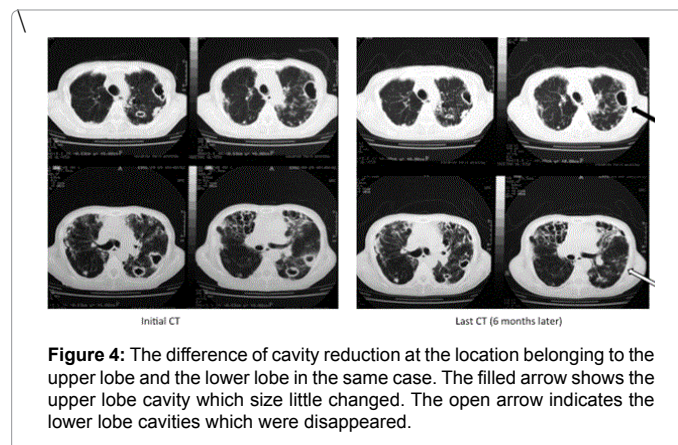 Initial CT
Last CT (6 months later)
Figure 4: The difference of cavity reduction at the location belonging to the
upper lobe and the lower lobe in the same case. The filled arrow shows the
upper lobe cavity which size little changed. The open arrow indicates the
lower lobe cavities which were disappeared.